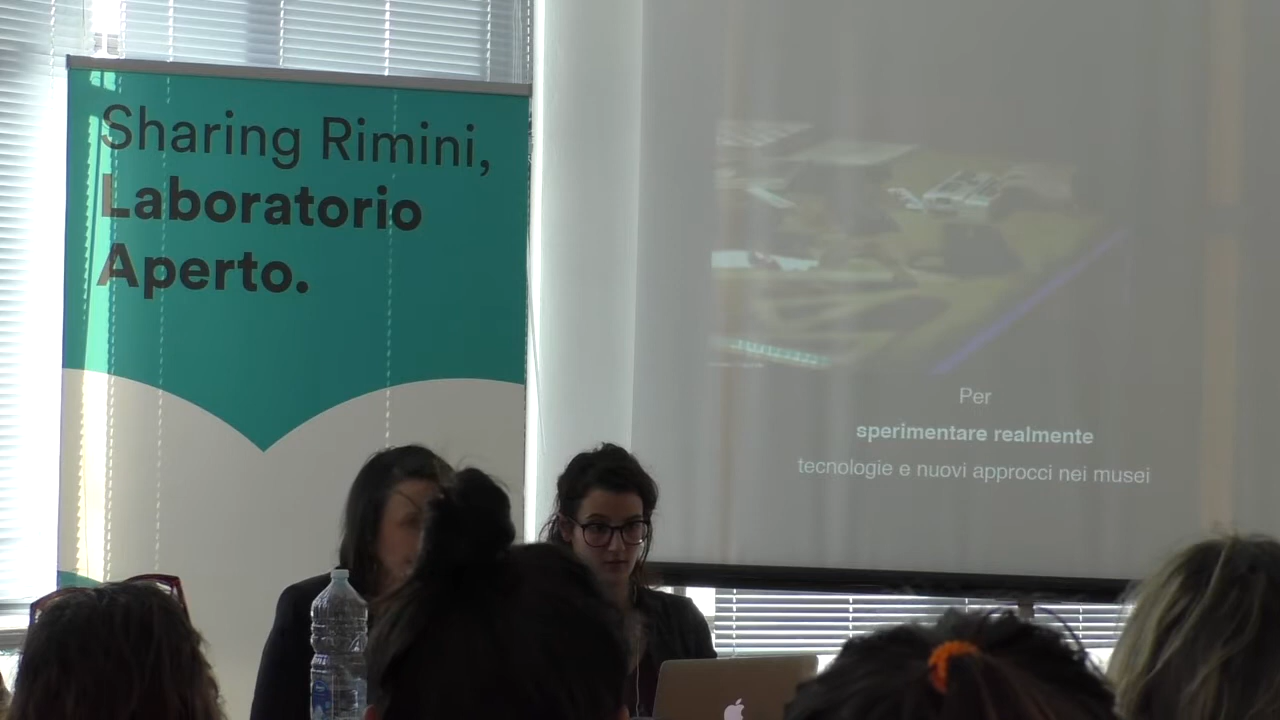 Sharing Rimini,
Laboratorio
Aperto.
Per
sperimentare realmente
tecnologie e nuovi approcci nei musei